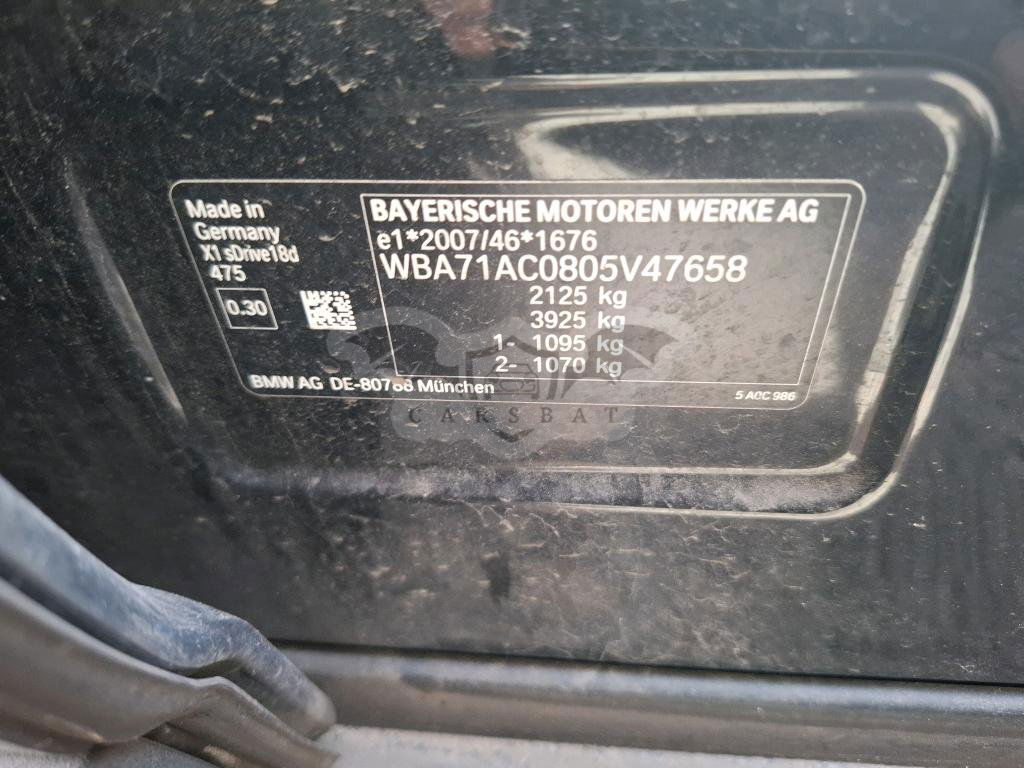 Made in
Germany
X1 sDrive18d
475
0.30
BAYERISCHE MOTOREN WERKE AG
e1*2007/46*1676
WBA71AC0805V47658
2125 kg
3925 kg
1- 1095 kg
2- 1070 kg
BMW AG DE-80788 München
5 A0C 986
CARSBAT